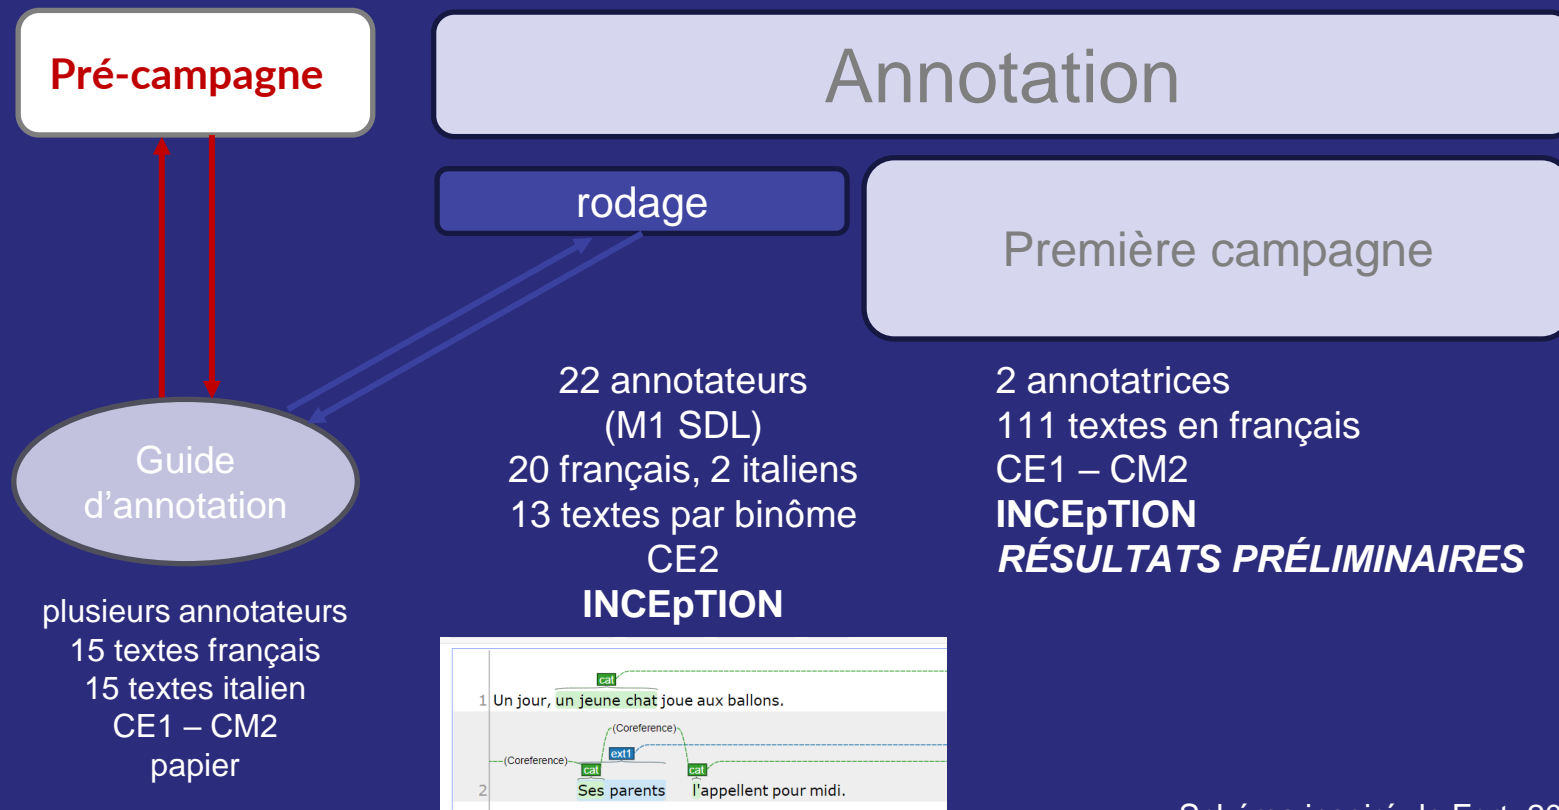 Pré-campagne
Annotation
rodage
Première campagne
Guide
d'annotation
plusieurs annotateurs
15 textes français
15 textes italien
CE1 – CM2
papier
22 annotateurs
(M1 SDL)
20 français, 2 italiens
13 textes par binôme
CE2
INCEpTION
2 annotatrices
111 textes en français
CE1 – CM2
INCEpTION
RÉSULTATS PRÉLIMINAIRES
cat
1 Un jour, un jeune chat joue aux ballons.
(Coreference)
(Coreference) ext1
cat cat
2 Ses parents l'appellent pour midi.